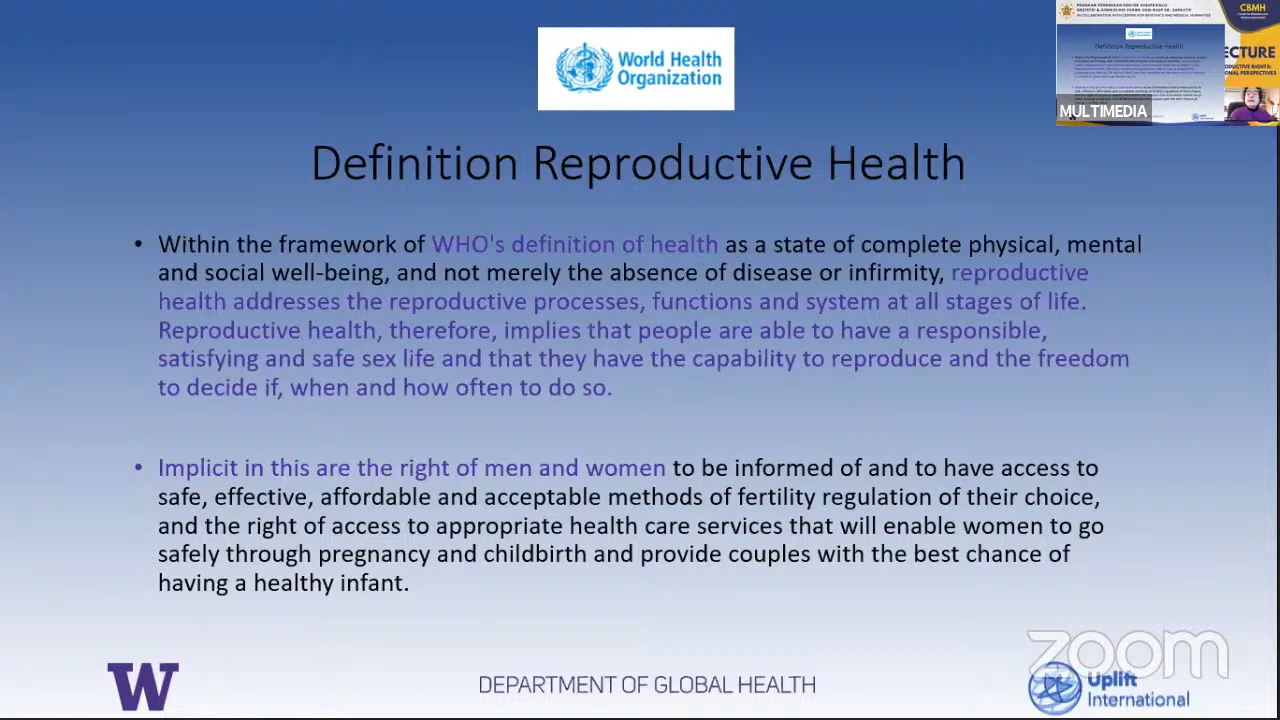 World Health
Organization
Definition Reproductive Health
• Within the framework of WHO's definition of health as a state of complete physical, mental
and social well-being, and not merely the absence of disease or infirmity, reproductive
health addresses the reproductive processes, functions and system at all stages of life.
Reproductive health, therefore, implies that people are able to have a responsible,
satisfying and safe sex life and that they have the capability to reproduce and the freedom
to decide if, when and how often to do so.
• Implicit in this are the right of men and women to be informed of and to have access to
safe, effective, affordable and acceptable methods of fertility regulation of their choice,
and the right of access to appropriate health care services that will enable women to go
safely through pregnancy and childbirth and provide couples with the best chance of
having a healthy infant.
W
DEPARTMENT OF GLOBAL HEALTH
zoom
Uplift
International
CBMH
Definition Reproductive Health
ECTURE
MULTIMEDIA